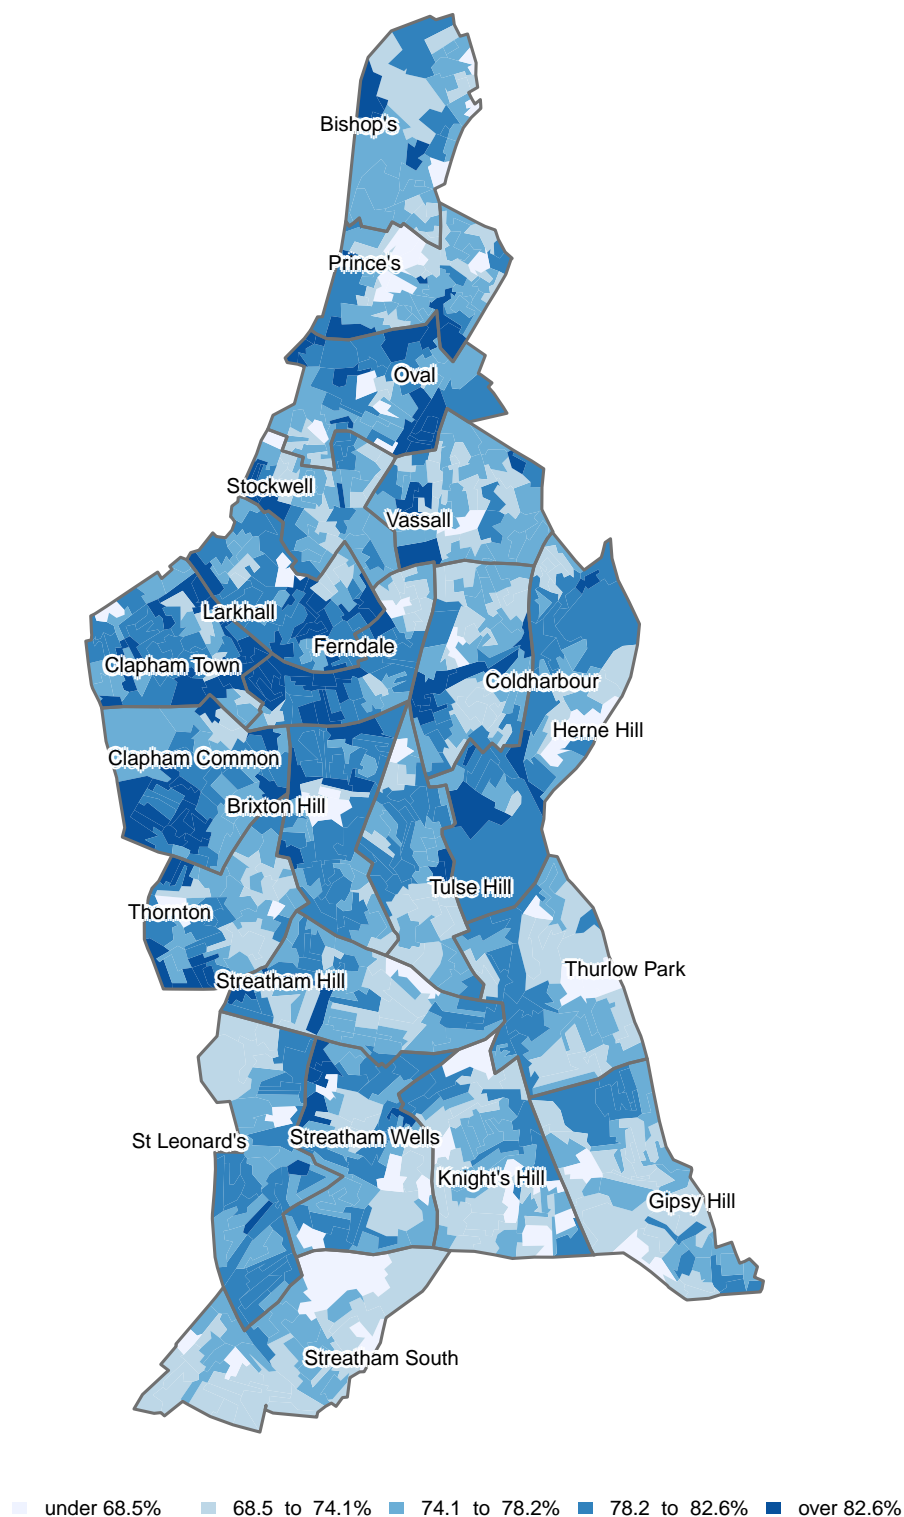 Bishop's
Prince's
Oval
Stockwell
Vassall
Larkhall
Ferndale
Clapham Town
Coldharbour
Herne Hill
Clapham Common
Brixton Hill
Tulse Hill
Thornton
Thurlow Park
Streatham Hill
St Leonard's
Streatham Wells
Knight's Hill
Gipsy Hill
Streatham South
under 68.5% 68.5 to 74.1% 74.1 to 78.2% 78.2 to 82.6% over 82.6%